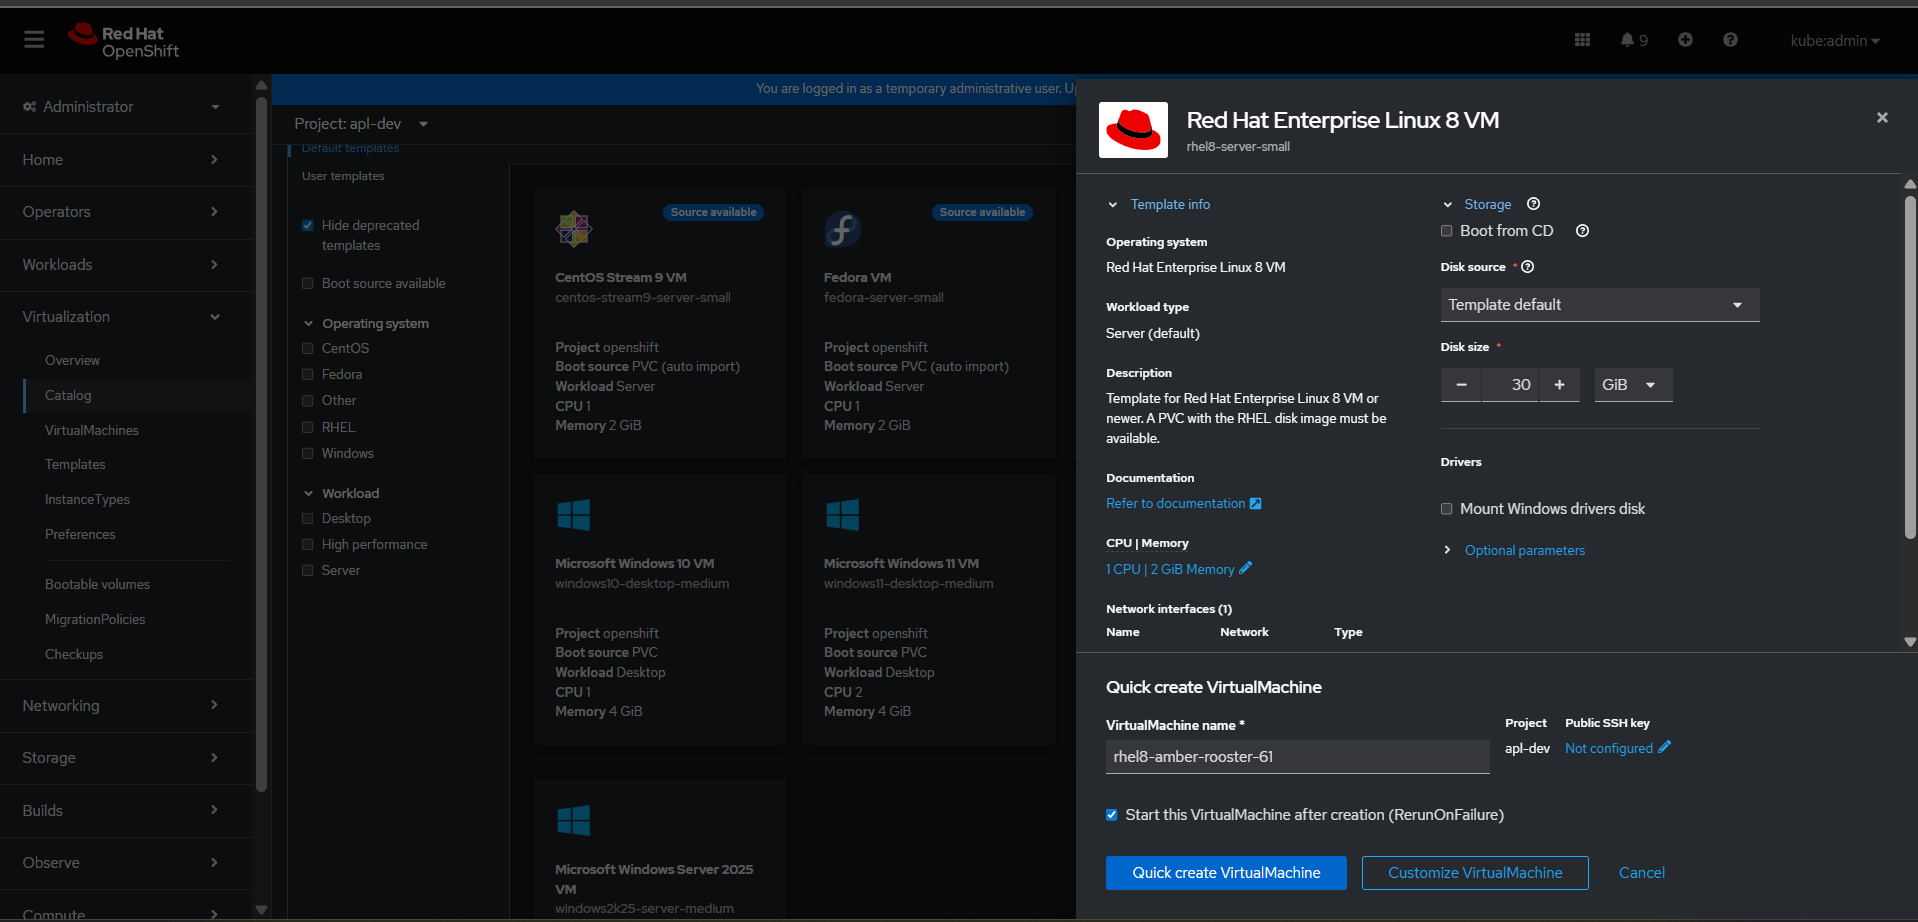 Red Hat
OpenShift
9
kube:admin
You are logged in as a temporary administrative user. U
Administrator
Home
Operators
Workloads
Virtualization
Overview
Catalog
VirtualMachines
Templates
InstanceTypes
Preferences
Bootable volumes
MigrationPolicies
Checkups
Networking
Storage
Builds
Observe
Compute
Project: apl-dev
Default templates
User templates
Hide deprecated
templates
Boot source available
Operating system
CentOS
Fedora
Other
RHEL
Windows
Workload
Desktop
High performance
Server
Source available
CentOS Stream 9 VM
centos-stream9-server-small
Project openshift
Boot source PVC (auto import)
Workload Server
CPU 1
Memory 2 GiB
Source available
Fedora VM
fedora-server-small
Project openshift
Boot source PVC (auto import)
Workload Server
CPU 1
Memory 2 GiB
Microsoft Windows 10 VM
windows10-desktop-medium
Project openshift
Boot source PVC
Workload Desktop
CPU 1
Memory 4 GiB
Microsoft Windows 11 VM
windows11-desktop-medium
Project openshift
Boot source PVC
Workload Desktop
CPU 2
Memory 4 GiB
Microsoft Windows Server 2025
VM
windows2k25-server-medium
Red Hat Enterprise Linux 8 VM
rhel8-server-small
Template info
Operating system
Red Hat Enterprise Linux 8 VM
Workload type
Server (default)
Description
Template for Red Hat Enterprise Linux 8 VM or
newer. A PVC with the RHEL disk image must be
available.
Documentation
Refer to documentation
CPU | Memory
1 CPU | 2 GiB Memory
Network interfaces (1)
Name Network Type
Storage
Boot from CD
Disk source *
Template default
Disk size *
30 GiB
Drivers
Mount Windows drivers disk
Optional parameters
Quick create VirtualMachine
VirtualMachine name *
rhel8-amber-rooster-61
Project
apl-dev
Public SSH key
Not configured
Start this VirtualMachine after creation (RerunOnFailure)
Quick create VirtualMachine
Customize VirtualMachine
Cancel